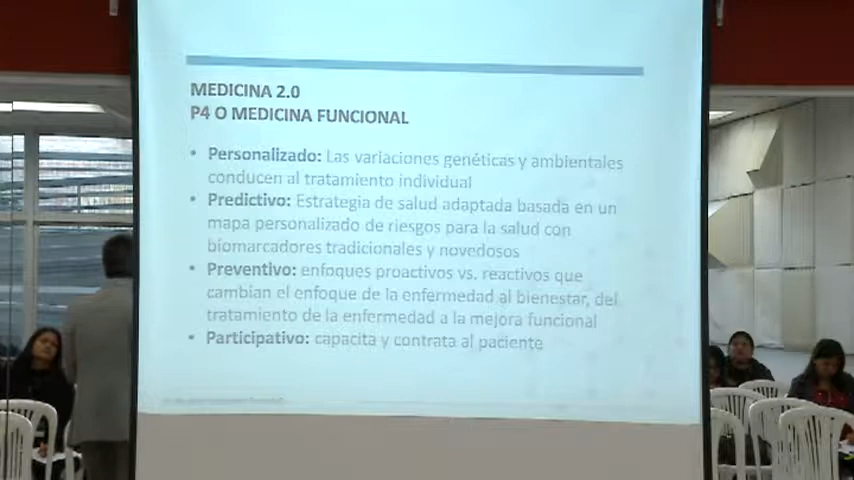 MEDICINA 2.0
P4 O MEDICINA FUNCIONAL
• Personalizado: Las variaciones genéticas y ambientales
conducen al tratamiento individual
• Predictivo: Estrategia de salud adaptada basada en un
mapa personalizado de riesgos para la salud con
biomarcadores tradicionales y novedosos
• Preventivo: enfoques proactivos vs. reactivos que
cambian el enfoque de la enfermedad al bienestar, del
tratamiento de la enfermedad a la mejora funcional
• Participativo: capacita y contrata al paciente